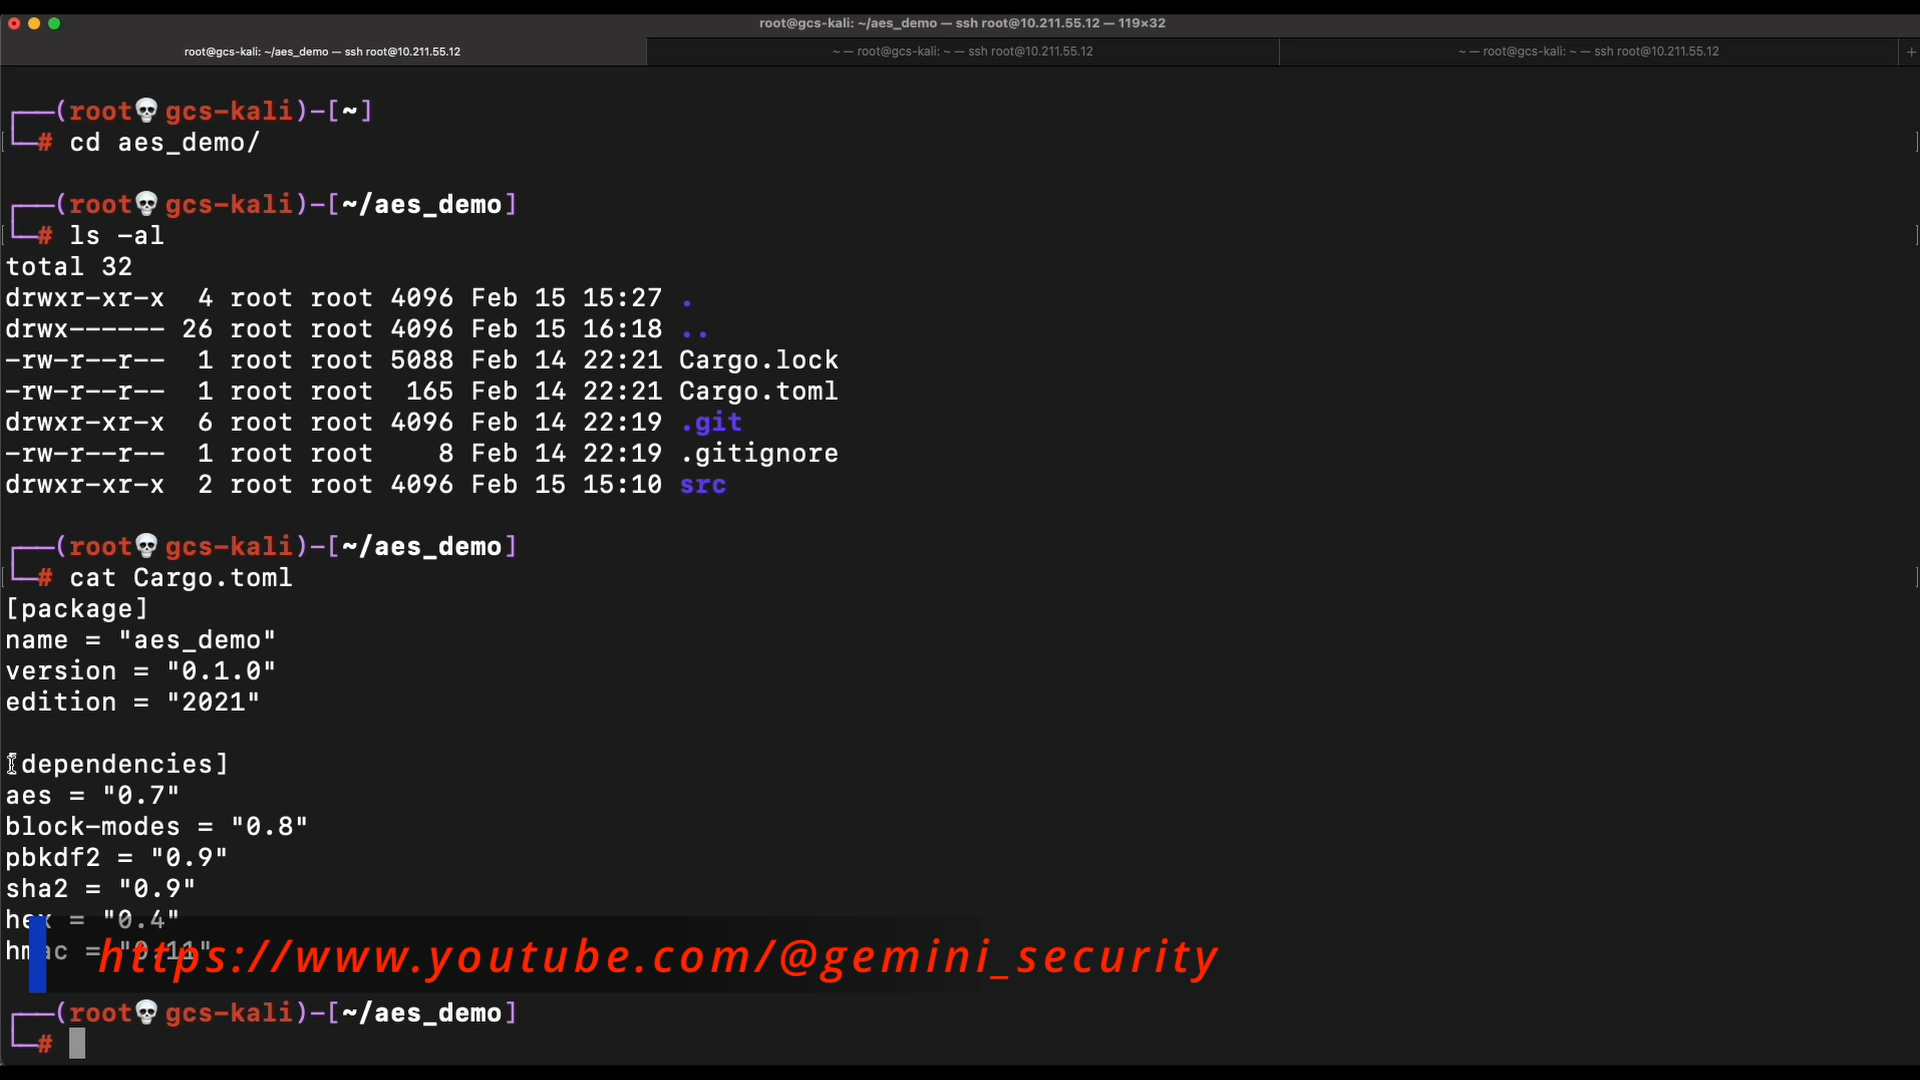 root@gcs-kali: ~/aes_demo — ssh root@10.211.55.12 — 119×32
root@gcs-kali: ~/aes_demo — ssh root@10.211.55.12
~ — root@gcs-kali: ~ — ssh root@10.211.55.12
~ — root@gcs-kali: ~ — ssh root@10.211.55.12
+
┌──(root💀gcs-kali)-[~]
└─# cd aes_demo/
┌──(root💀gcs-kali)-[~/aes_demo]
└─# ls -al
total 32
drwxr-xr-x  4 root root 4096 Feb 15 15:27 .
drwx------ 26 root root 4096 Feb 15 16:18 ..
-rw-r--r--  1 root root 5088 Feb 14 22:21 Cargo.lock
-rw-r--r--  1 root root  165 Feb 14 22:21 Cargo.toml
drwxr-xr-x  6 root root 4096 Feb 14 22:19 .git
-rw-r--r--  1 root root    8 Feb 14 22:19 .gitignore
drwxr-xr-x  2 root root 4096 Feb 15 15:10 src
┌──(root💀gcs-kali)-[~/aes_demo]
└─# cat Cargo.toml
[package]
name = "aes_demo"
version = "0.1.0"
edition = "2021"
[dependencies]
aes = "0.7"
block-modes = "0.8"
pbkdf2 = "0.9"
sha2 = "0.9"
hex = "0.4"
hmac = "0.11"
https://www.youtube.com/@gemini_security
┌──(root💀gcs-kali)-[~/aes_demo]
└─#